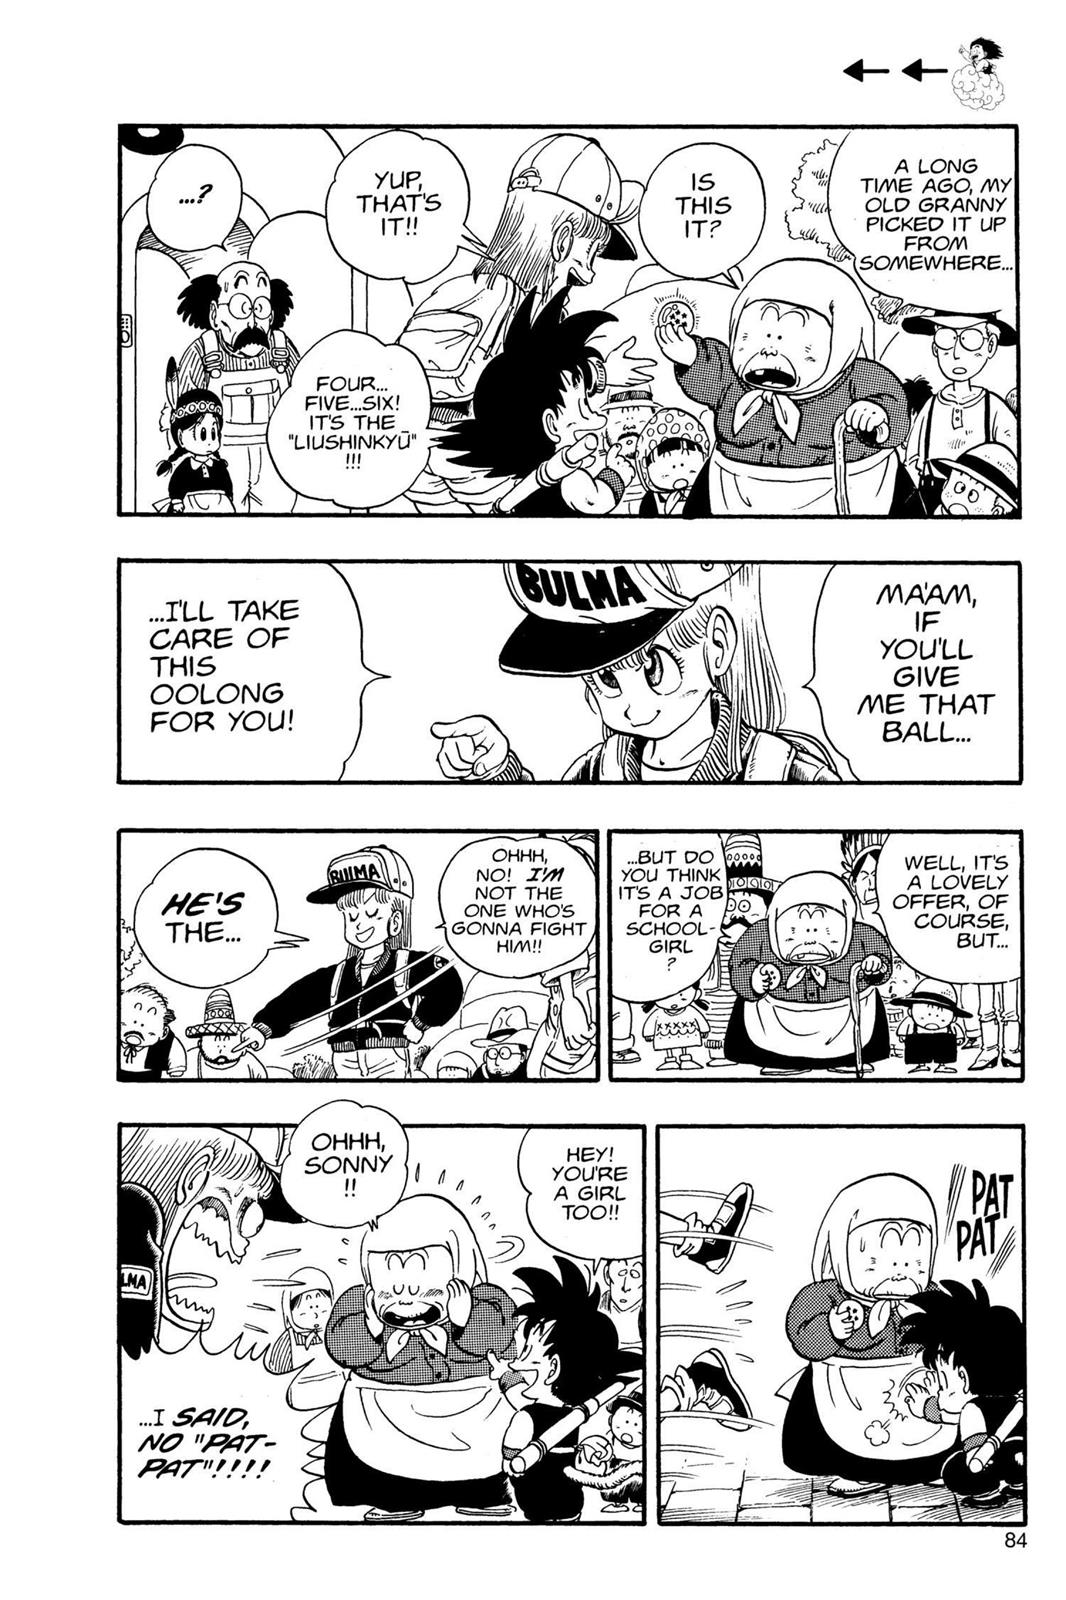 A LONG
TIME AGO, MY
OLD GRANNY
PICKED IT UP
FROM
SOMEWHERE...
IS
THIS
IT?
YUP,
THAT'S
IT!!
FOUR...
FIVE...SIX!
IT'S THE
"LIUSHINKYŪ"
!!!
...?
MA'AM,
IF
YOU'LL
GIVE
ME THAT
BALL...
BULMA
...I'LL TAKE
CARE OF
THIS
OOLONG
FOR YOU!
WELL, IT'S
A LOVELY
OFFER, OF
COURSE,
BUT...
...BUT DO
YOU THINK
IT'S A JOB
FOR A
SCHOOL-
GIRL
?
OHHH,
NO! I'M
NOT THE
ONE WHO'S
GONNA FIGHT
HIM!!
BULMA
HE'S
THE...
PAT
PAT
HEY!
YOU'RE
A GIRL
TOO!!
OHHH,
SONNY
!!
LMA
...I SAID,
NO "PAT-
PAT"!!!!
84